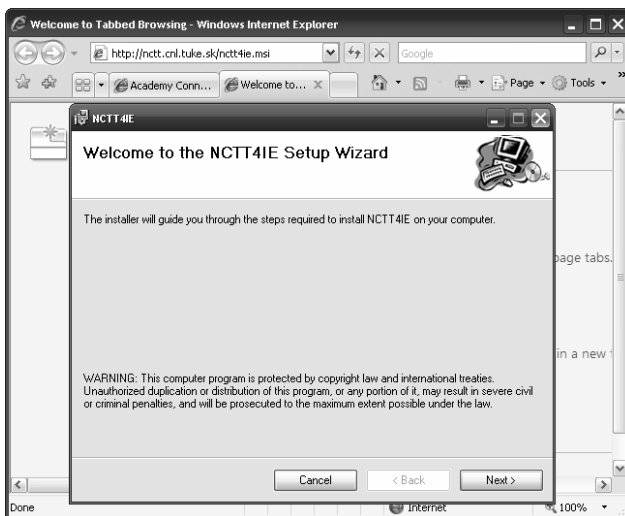 Welcome to Tabbed Browsing - Windows Internet Explorer
http://nctt.cnl.tuke.sk/nctt4ie.msi
Google
Academy Conn...
Welcome to...
Page
Tools
NCTT4IE
Welcome to the NCTT4IE Setup Wizard
The installer will guide you through the steps required to install NCTT4IE on your computer.
page tabs.
in a new
WARNING: This computer program is protected by copyright law and international treaties.
Unauthorized duplication or distribution of this program, or any portion of it, may result in severe civil
or criminal penalties, and will be prosecuted to the maximum extent possible under the law.
Cancel
< Back
Next >
Done
Internet
100%